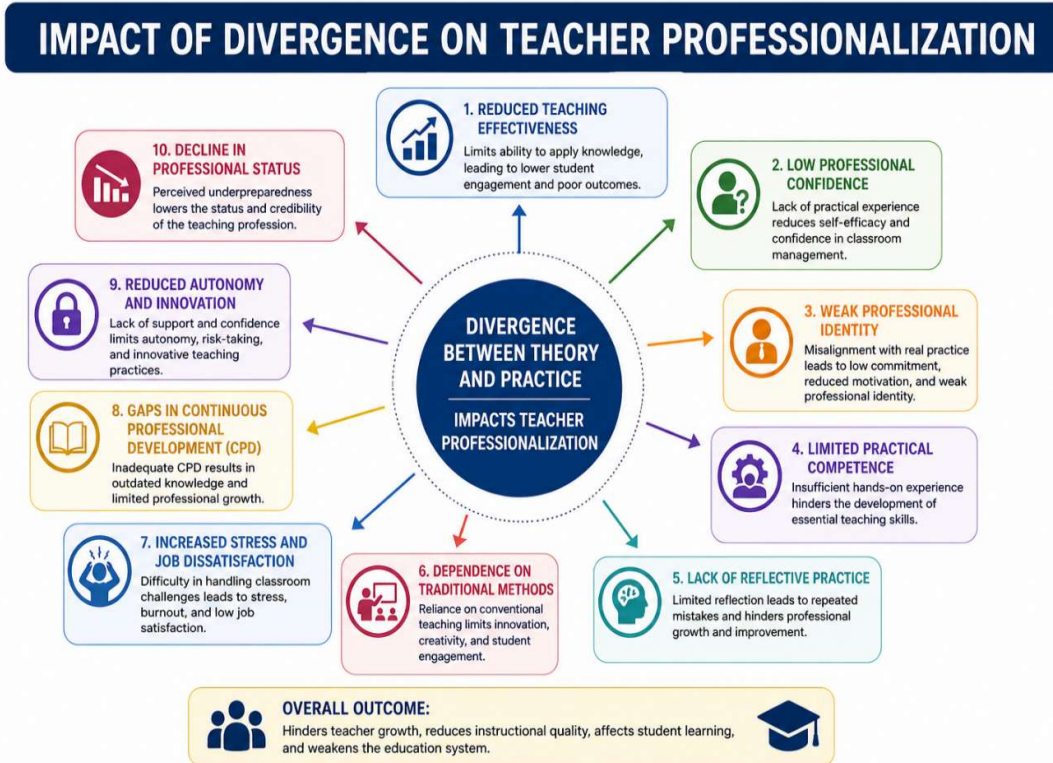 IMPACT OF DIVERGENCE ON TEACHER PROFESSIONALIZATION
DIVERGENCE
BETWEEN THEORY
AND PRACTICE
IMPACTS TEACHER
PROFESSIONALIZATION
1. REDUCED TEACHING
EFFECTIVENESS
Limits ability to apply knowledge,
leading to lower student
engagement and poor outcomes.
2. LOW PROFESSIONAL
CONFIDENCE
Lack of practical experience
reduces self-efficacy and
confidence in classroom
management.
3. WEAK PROFESSIONAL
IDENTITY
Misalignment with real practice
leads to low commitment,
reduced motivation, and weak
professional identity.
4. LIMITED PRACTICAL
COMPETENCE
Insufficient hands-on experience
hinders the development of
essential teaching skills.
5. LACK OF REFLECTIVE PRACTICE
Limited reflection leads to repeated
mistakes and hinders professional
growth and improvement.
6. DEPENDENCE ON
TRADITIONAL METHODS
Reliance on conventional
teaching limits innovation,
creativity, and student
engagement.
7. INCREASED STRESS AND
JOB DISSATISFACTION
Difficulty in handling classroom
challenges leads to stress,
burnout, and low job
satisfaction.
8. GAPS IN CONTINUOUS
PROFESSIONAL
DEVELOPMENT (CPD)
Inadequate CPD results in
outdated knowledge and
limited professional growth.
9. REDUCED AUTONOMY
AND INNOVATION
Lack of support and confidence
limits autonomy, risk-taking,
and innovative teaching
practices.
10. DECLINE IN
PROFESSIONAL STATUS
Perceived underpreparedness
lowers the status and credibility
of the teaching profession.
OVERALL OUTCOME:
Hinders teacher growth, reduces instructional quality, affects student learning,
and weakens the education system.